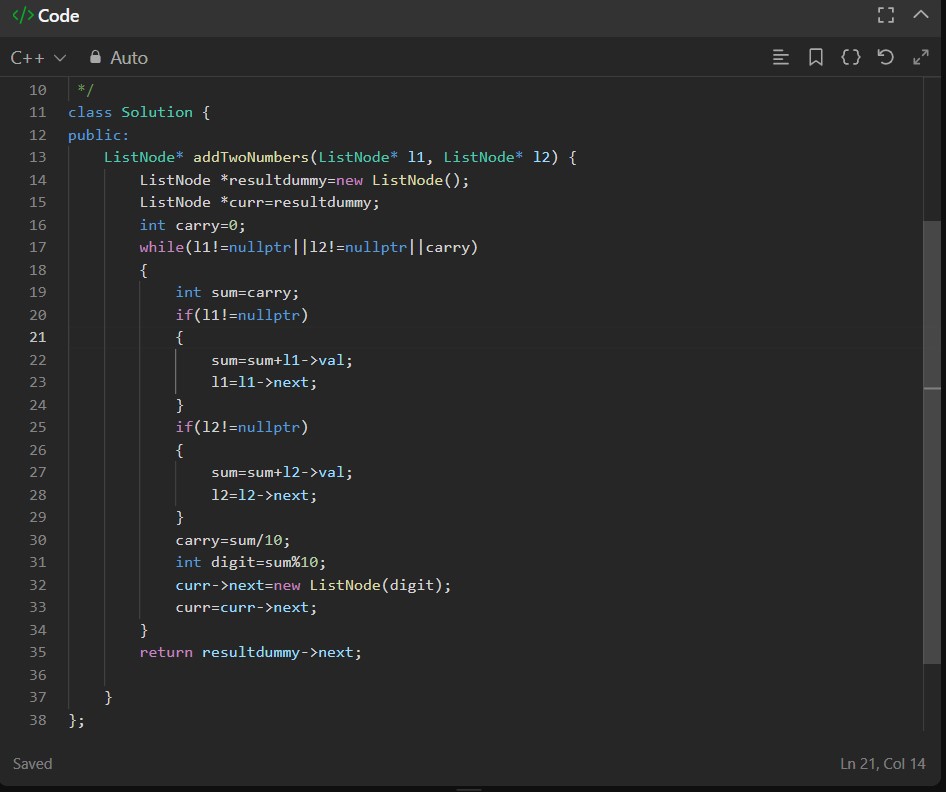 </> Code
C++ Auto
10 */
11 class Solution {
12 public:
13     ListNode* addTwoNumbers(ListNode* l1, ListNode* l2) {
14         ListNode *resultdummy=new ListNode();
15         ListNode *curr=resultdummy;
16         int carry=0;
17         while(l1!=nullptr||l2!=nullptr||carry)
18         {
19             int sum=carry;
20             if(l1!=nullptr)
21             {
22                 sum=sum+l1->val;
23                 l1=l1->next;
24             }
25             if(l2!=nullptr)
26             {
27                 sum=sum+l2->val;
28                 l2=l2->next;
29             }
30             carry=sum/10;
31             int digit=sum%10;
32             curr->next=new ListNode(digit);
33             curr=curr->next;
34         }
35         return resultdummy->next;
36
37     }
38 };
Saved Ln 21, Col 14